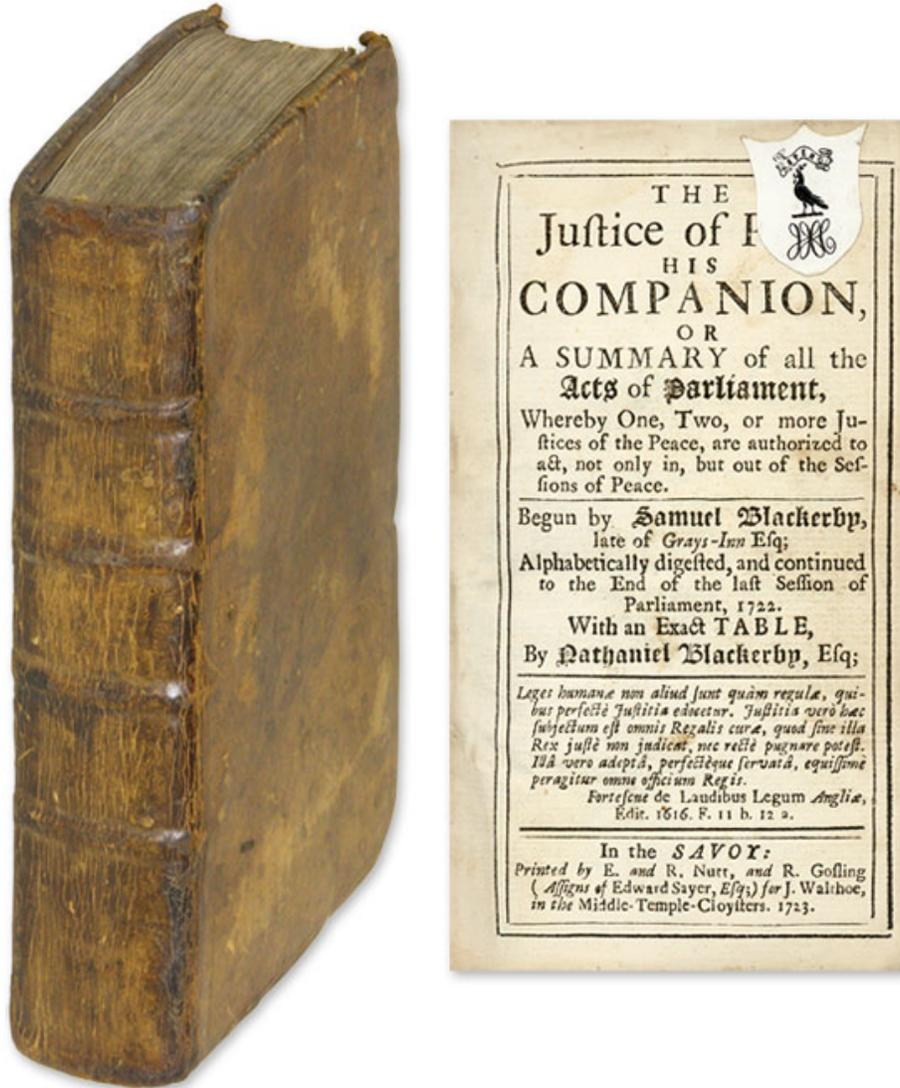 THE
Juſtice of P
HIS
COMPANION,
OR
A SUMMARY of all the
Acts of Parliament,
Whereby One, Two, or more Ju-
ſtices of the Peace, are authorized to
act, not only in, but out of the Seſ-
ſions of Peace.
Begun by Samuel Blackerby,
late of Grays-Inn Eſq;
Alphabetically digeſted, and continued
to the End of the laſt Seſſion of
Parliament, 1722.
With an Exact TABLE,
By Nathaniel Blackerby, Eſq;
Leges humanæ non aliud ſunt quàm regulæ, qui-
bus perfectè Juſtitia edocetur. Juſtitia verò hæc
ſubjectum eſt omnis Regalis curæ, quod ſine illa
Rex juſtè non judicat, nec rectè pugnare poteſt.
Illâ vero adeptâ, perfectèque ſervatâ, equiſſimè
peragitur omne officium Regis.
Forteſcue de Laudibus Legum Angliæ,
Edit. 1616. F. 11 b. 12 a.
In the SAVOY:
Printed by E. and R. Nutt, and R. Goſling
(Aſſigns of Edward Sayer, Eſq;) for J. Walthoe,
in the Middle-Temple-Cloyſters. 1723.